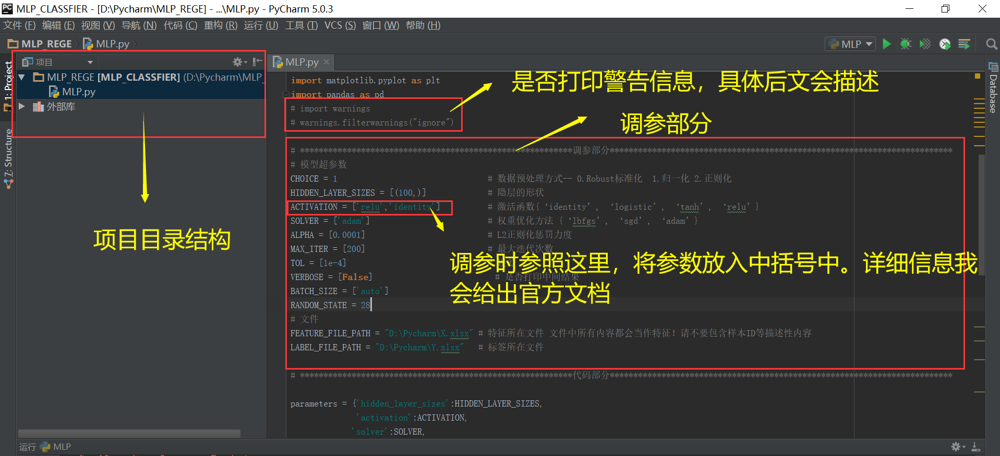 MLP_CLASSFIER - [D:\Pycharm\MLP_REGE] - ...\MLP.py - PyCharm 5.0.3
文件 (F) 编辑 (E) 视图 (V) 导航 (N) 代码 (C) 重构 (R) 运行 (U) 工具 (T) VCS (S) 窗口 (W) 帮助 (H)
MLP_REGE MLP.py MLP
项目
MLP.py
1: Project
7: Structure
Database
MLP_REGE [MLP_CLASSFIER] (D:\Pycharm\MLP_
MLP.py
外部库
项目目录结构
import matplotlib.pyplot as plt
import pandas as pd
# import warnings
# warnings.filterwarnings("ignore")
是否打印警告信息，具体后文会描述
调参部分
# **********************************************************调参部分*************************************************************************
# 模型超参数
CHOICE = 1 # 数据预处理方式-- 0.Robust标准化 1.归一化 2.正则化
HIDDEN_LAYER_SIZES = [(100,)] # 隐层的形状
ACTIVATION = ['relu','identity'] # 激活函数{‘identity’, ‘logistic’, ‘tanh’, ‘relu’}
SOLVER = ['adam'] # 权重优化方法 {‘lbfgs’, ‘sgd’, ‘adam’}
ALPHA = [0.0001] # L2正则化惩罚力度
MAX_ITER = [200] # 最大迭代次数
TOL = [1e-4]
VERBOSE = [False] # 是否打印中间结果
BATCH_SIZE = ['auto']
RANDOM_STATE = 28
调参时参照这里，将参数放入中括号中。详细信息我
会给出官方文档
# 文件
FEATURE_FILE_PATH = "D:\Pycharm\X.xlsx" # 特征所在文件 文件中所有内容都会当作特征！请不要包含样本ID等描述性内容
LABEL_FILE_PATH = "D:\Pycharm\Y.xlsx" # 标签所在文件
# **********************************************************代码部分*************************************************************************
parameters = {'hidden_layer_sizes':HIDDEN_LAYER_SIZES,
'activation':ACTIVATION,
'solver':SOLVER,
运行 MLP